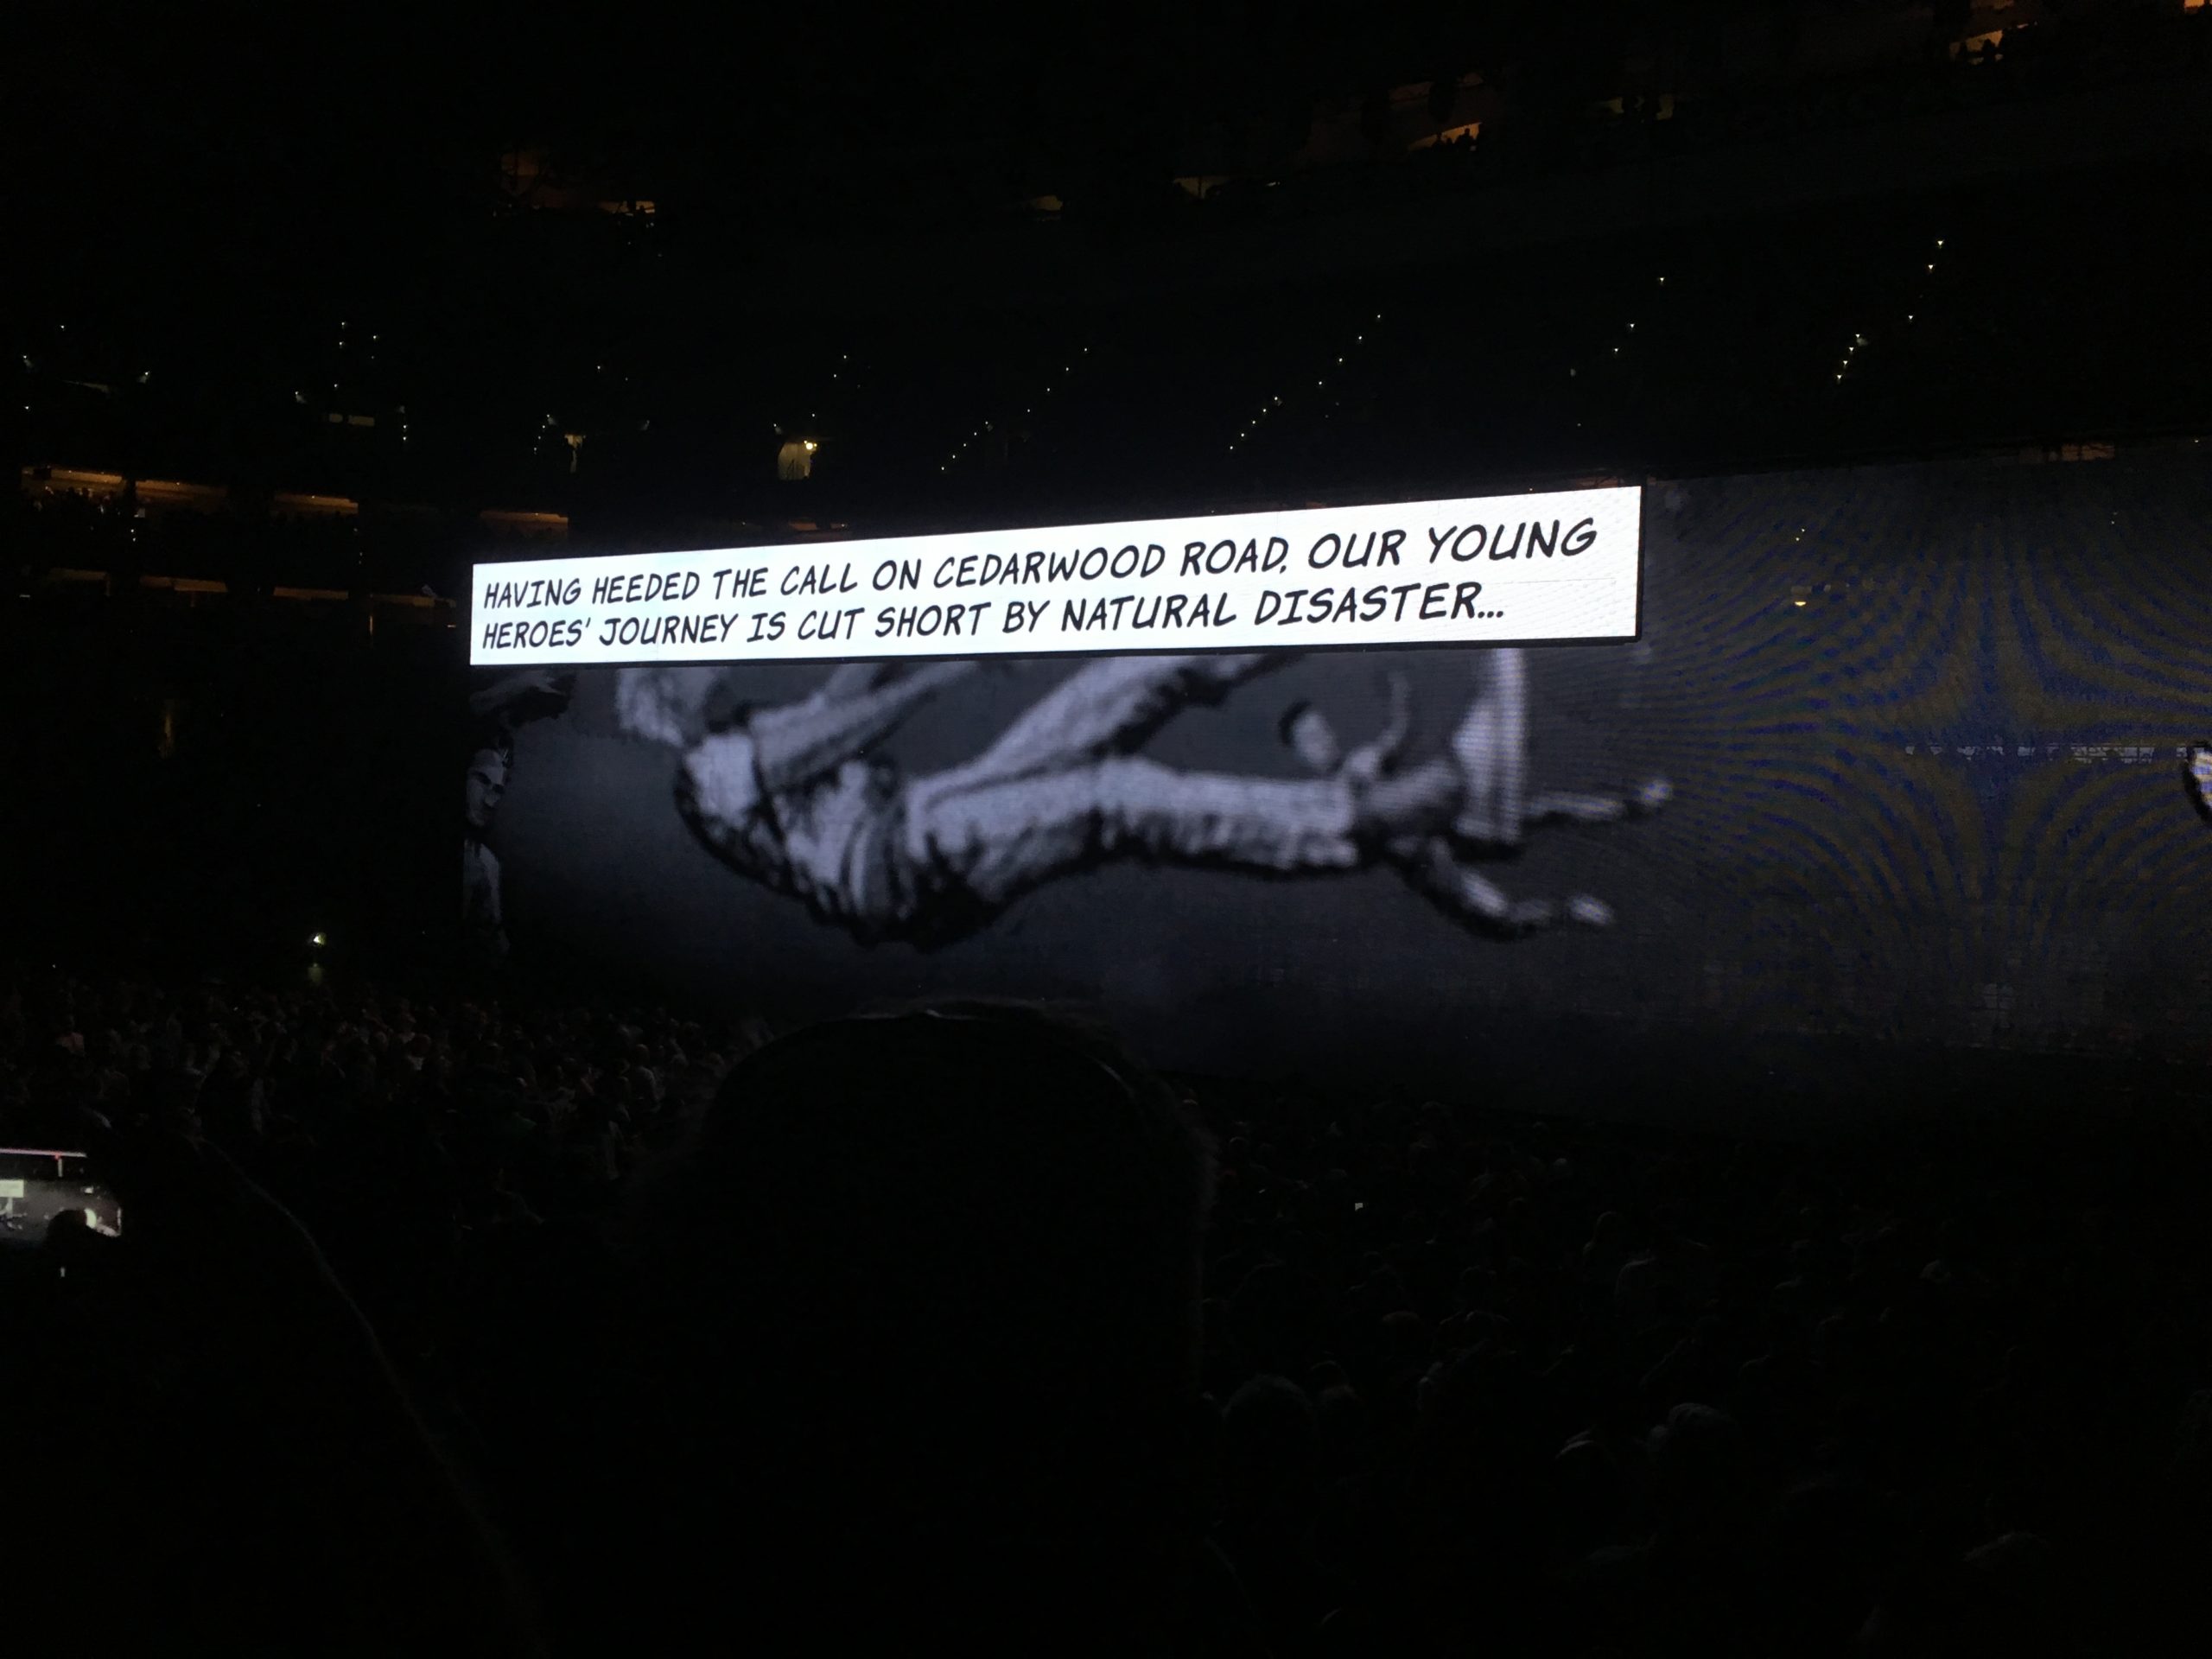 HAVING HEEDED THE CALL ON CEDARWOOD ROAD, OUR YOUNG
HEROES' JOURNEY IS CUT SHORT BY NATURAL DISASTER...